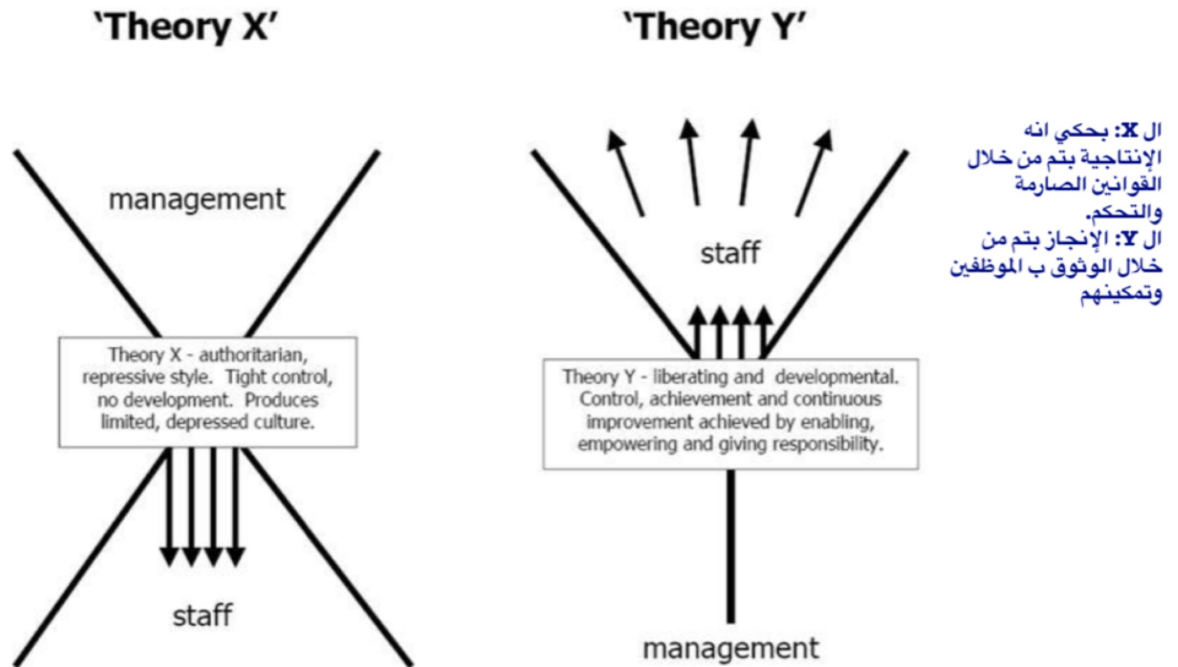 ‘Theory X’
management
Theory X - authoritarian,
repressive style. Tight control,
no development. Produces
limited, depressed culture.
staff
‘Theory Y’
staff
Theory Y - liberating and developmental.
Control, achievement and continuous
improvement achieved by enabling,
empowering and giving responsibility.
management
ال X: بحكي انه
الإنتاجية بتم من خلال
القوانين الصارمة
والتحكم.
ال Y: الإنجاز بتم من
خلال الوثوق ب الموظفين
وتمكينهم